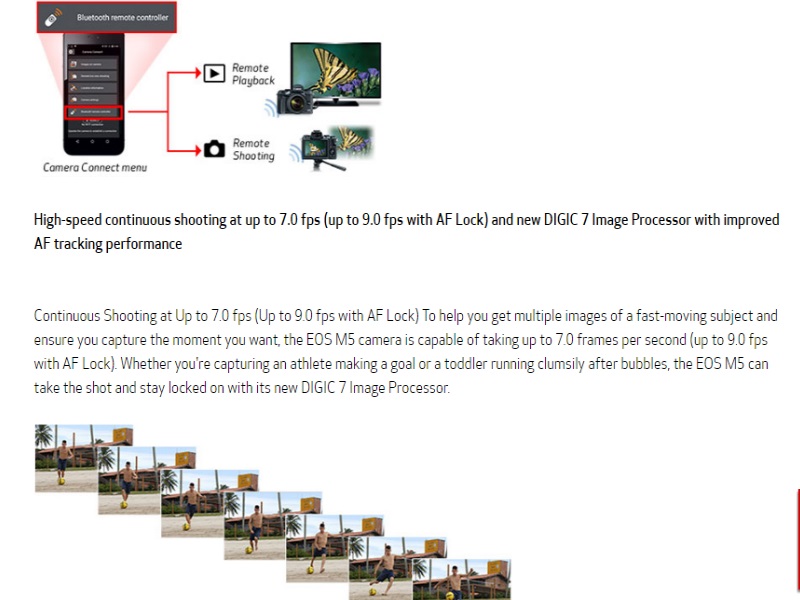 Bluetooth remote controller
Remote
Playback
Remote
Shooting
Camera Connect menu
High-speed continuous shooting at up to 7.0 fps (up to 9.0 fps with AF Lock) and new DIGIC 7 Image Processor with improved
AF tracking performance
Continuous Shooting at Up to 7.0 fps (Up to 9.0 fps with AF Lock) To help you get multiple images of a fast-moving subject and
ensure you capture the moment you want, the EOS M5 camera is capable of taking up to 7.0 frames per second (up to 9.0 fps
with AF Lock). Whether you're capturing an athlete making a goal or a toddler running clumsily after bubbles, the EOS M5 can
take the shot and stay locked on with its new DIGIC 7 Image Processor.